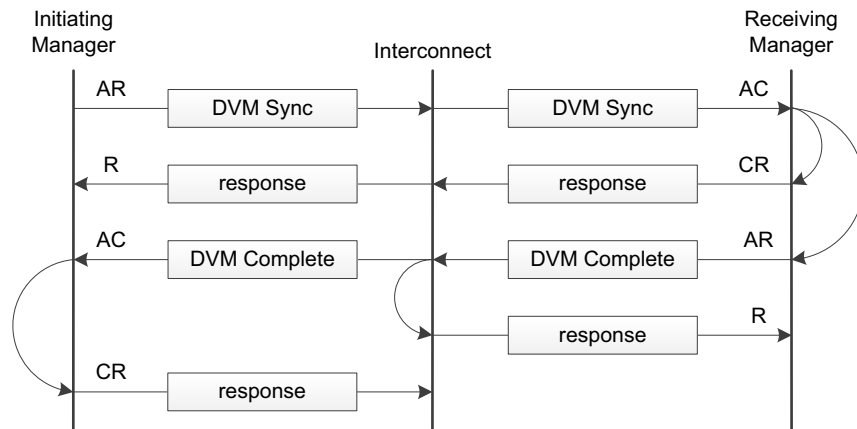 Initiating
Manager
Interconnect
Receiving
Manager
AR
DVM Sync
DVM Sync
AC
R
response
response
CR
AC
DVM Complete
DVM Complete
AR
response
R
CR
response